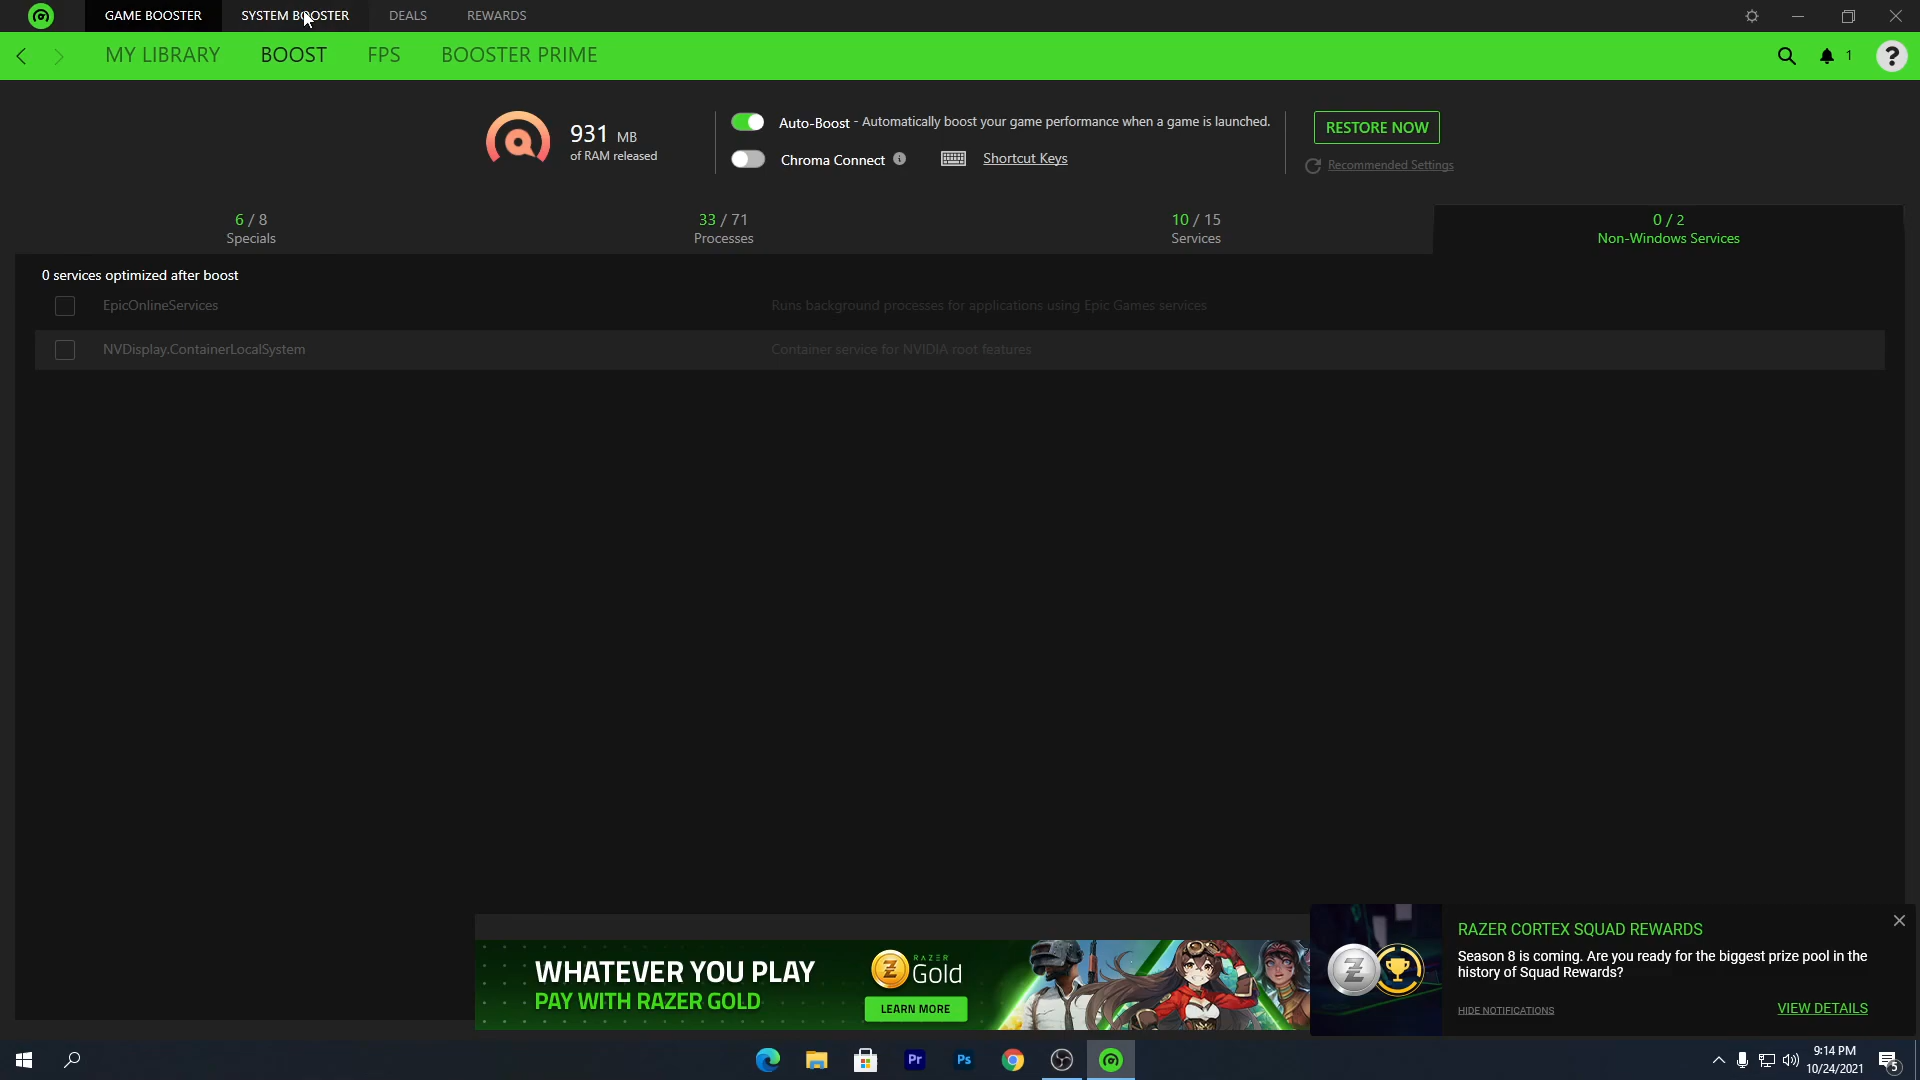 GAME BOOSTER
SYSTEM BOOSTER
DEALS
REWARDS
MY LIBRARY
BOOST
FPS
BOOSTER PRIME
1
?
931 MB
of RAM released
Auto-Boost - Automatically boost your game performance when a game is launched.
Chroma Connect
Shortcut Keys
RESTORE NOW
Recommended Settings
6 / 8
Specials
33 / 71
Processes
10 / 15
Services
0 / 2
Non-Windows Services
0 services optimized after boost
EpicOnlineServices
Runs background processes for applications using Epic Games services
NVDisplay.ContainerLocalSystem
Container service for NVIDIA root features
WHATEVER YOU PLAY
PAY WITH RAZER GOLD
RAZER
Gold
LEARN MORE
RAZER CORTEX SQUAD REWARDS
Season 8 is coming. Are you ready for the biggest prize pool in the
history of Squad Rewards?
HIDE NOTIFICATIONS
VIEW DETAILS
Pr
Ps
9:14 PM
10/24/2021
5